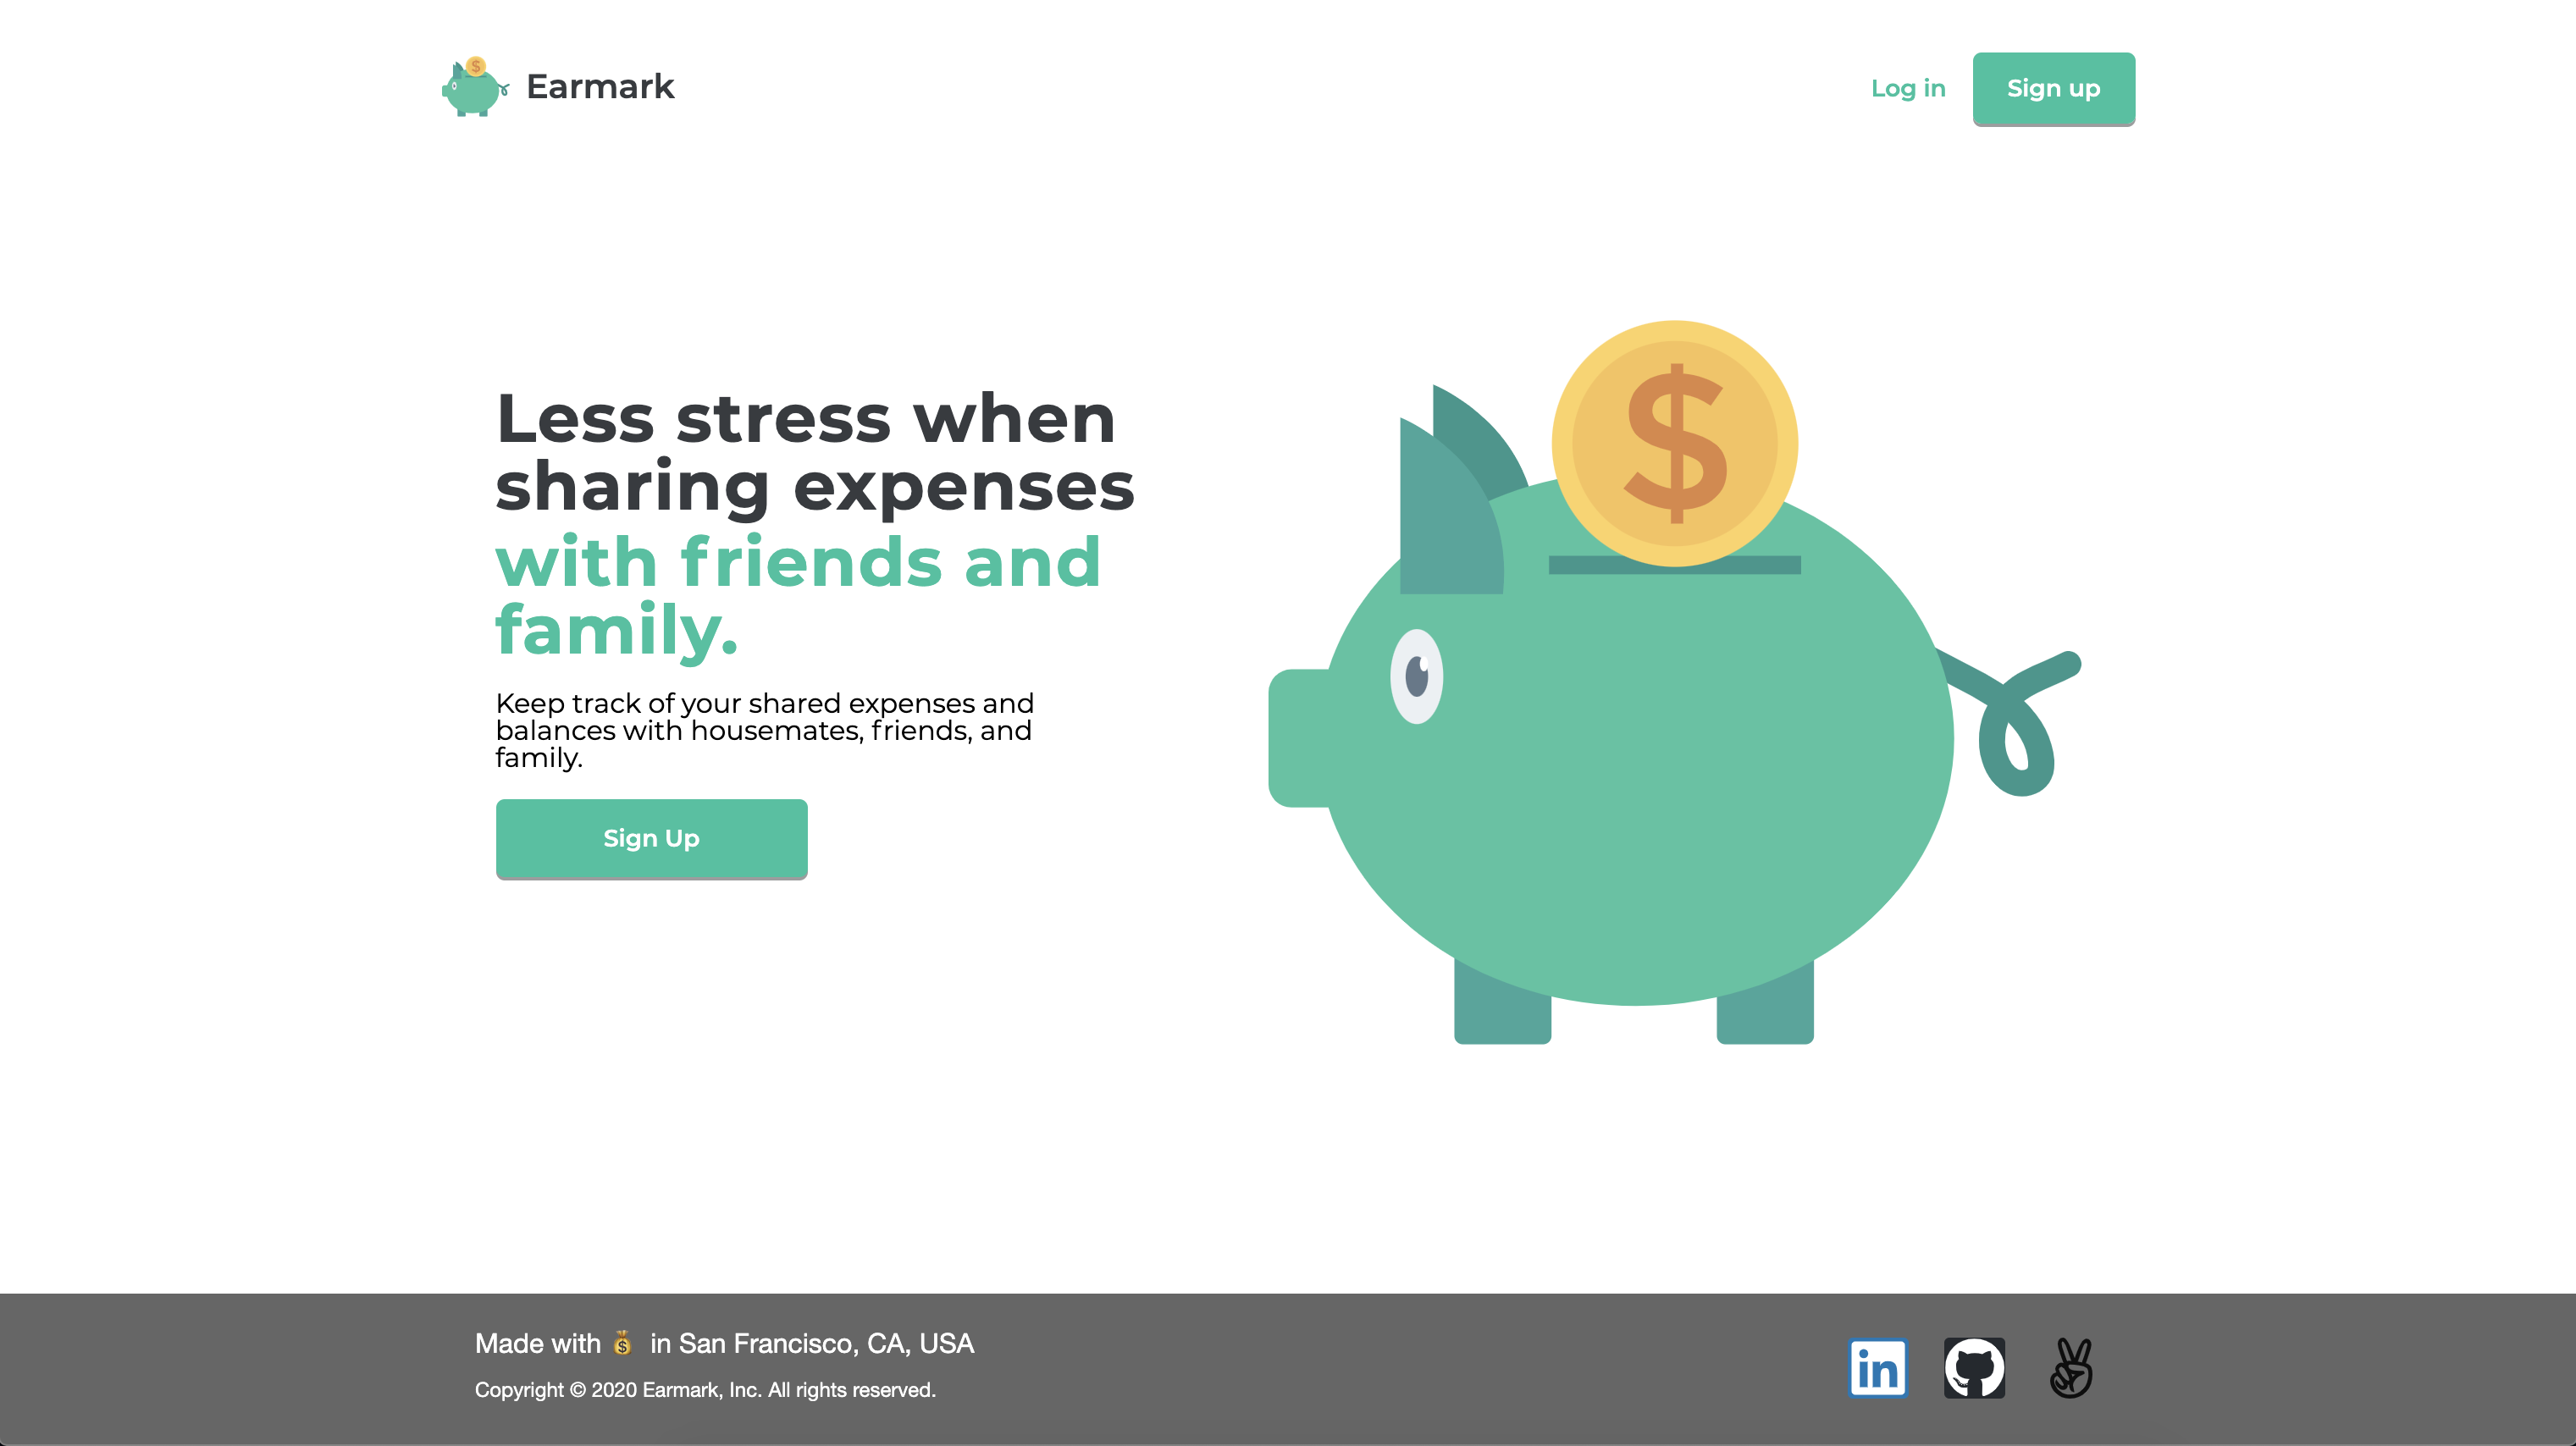 Earmark
Log in
Sign up
Less stress when
sharing expenses
with friends and
family.
Keep track of your shared expenses and
balances with housemates, friends, and
family.
Sign Up
$
Made with 💰 in San Francisco, CA, USA
Copyright © 2020 Earmark, Inc. All rights reserved.
in